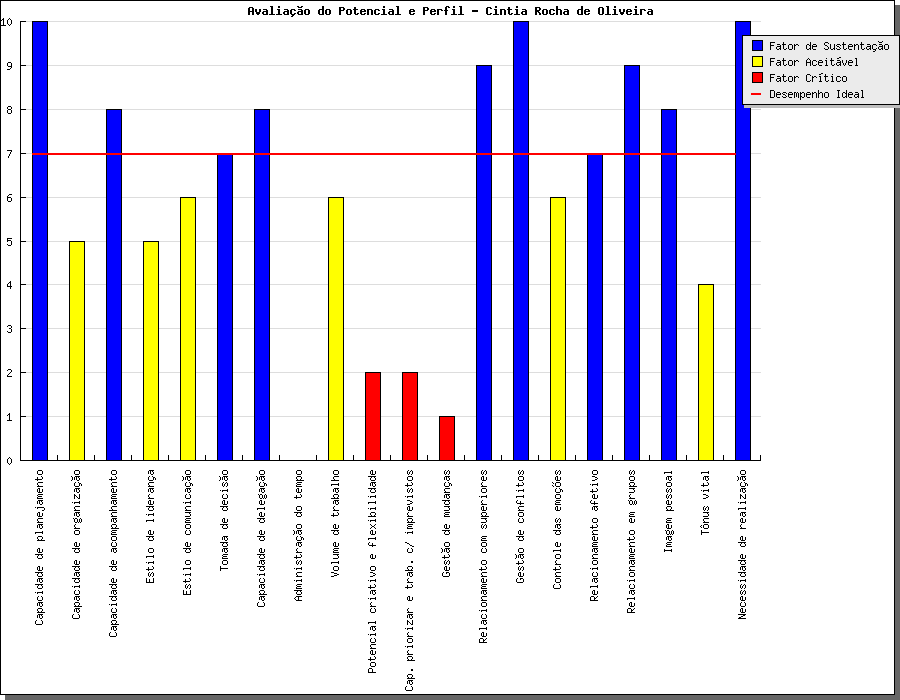 Avaliação do Potencial e Perfil - Cintia Rocha de Oliveira
10
9
8
7
6
5
4
3
2
1
0
Fator de Sustentação
Fator Aceitável
Fator Crítico
Desempenho Ideal
Capacidade de planejamento
Capacidade de organização
Capacidade de acompanhamento
Estilo de liderança
Estilo de comunicação
Tomada de decisão
Capacidade de delegação
Administração do tempo
Volume de trabalho
Potencial criativo e flexibilidade
Cap. priorizar e trab. c/ imprevistos
Gestão de mudanças
Relacionamento com superiores
Gestão de conflitos
Controle das emoções
Relacionamento afetivo
Relacionamento em grupos
Imagem pessoal
Tônus vital
Necessidade de realização